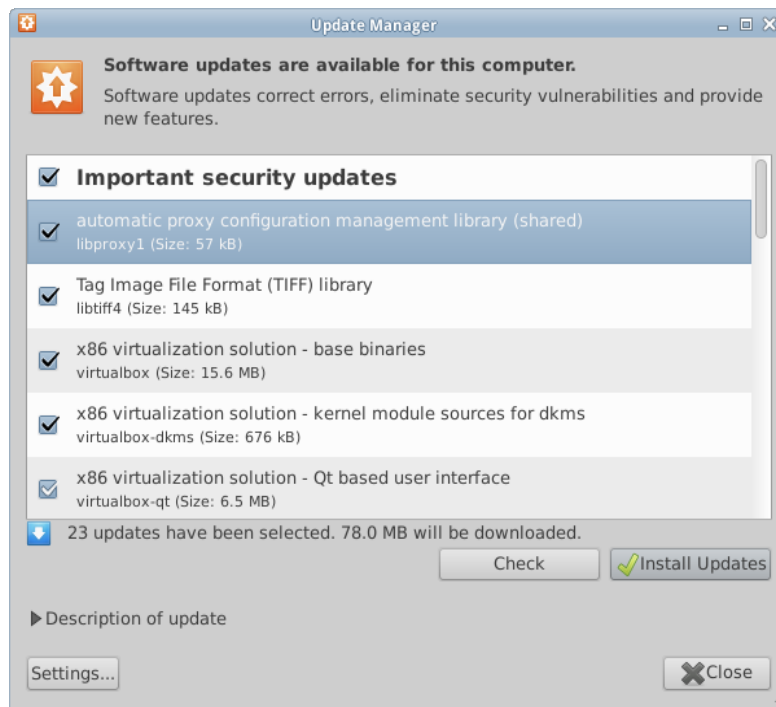 Update Manager
Software updates are available for this computer.
Software updates correct errors, eliminate security vulnerabilities and provide
new features.
Important security updates
automatic proxy configuration management library (shared)
libproxy1 (Size: 57 kB)
Tag Image File Format (TIFF) library
libtiff4 (Size: 145 kB)
x86 virtualization solution - base binaries
virtualbox (Size: 15.6 MB)
x86 virtualization solution - kernel module sources for dkms
virtualbox-dkms (Size: 676 kB)
x86 virtualization solution - Qt based user interface
virtualbox-qt (Size: 6.5 MB)
23 updates have been selected. 78.0 MB will be downloaded.
Check
Install Updates
Description of update
Settings...
Close